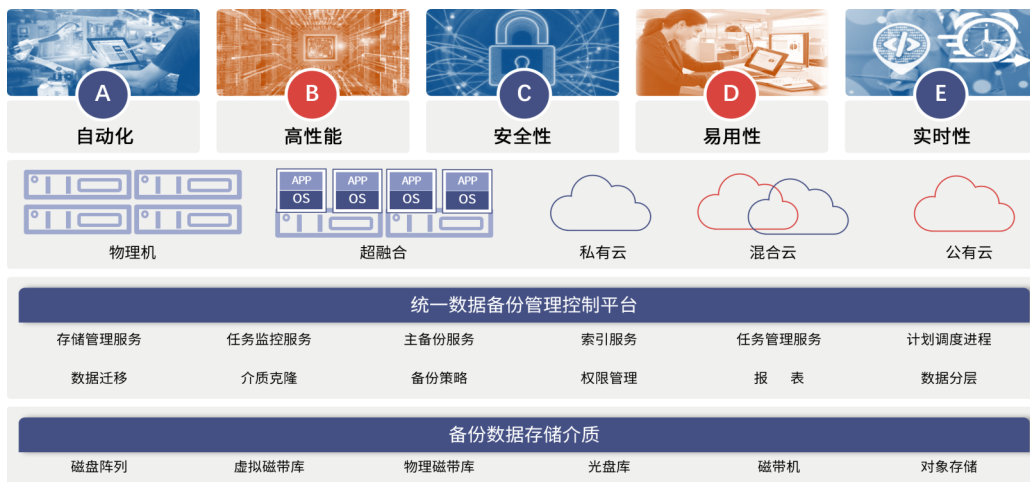 A B C D E
自动化 高性能 安全性 易用性 实时性
APP APP APP APP
OS OS OS OS
物理机 超融合 私有云 混合云 公有云
统一数据备份管理控制平台
存储管理服务 任务监控服务 主备份服务 索引服务 任务管理服务 计划调度进程
数据迁移 介质克隆 备份策略 权限管理 报 表 数据分层
备份数据存储介质
磁盘阵列 虚拟磁带库 物理磁带库 光盘库 磁带机 对象存储